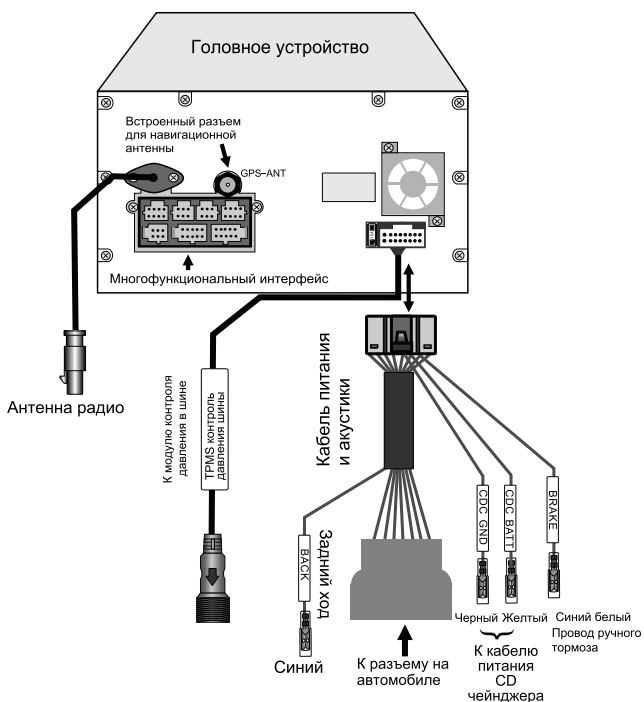 Головное устройство
Встроенный разъем
для навигационной
антенны
GPS-ANT
Многофункциональный интерфейс
Антенна радио
К модулю контроля
давления в шине
TPMS контроль
давления шины
Кабель питания
и акустики
BACK
Задний ход
Синий
К разъему на
автомобиле
CDC GND
CDC BATT
BRAKE
Черный Желтый
К кабелю
питания
CD
чейнджера
Синий белый
Провод ручного
тормоза